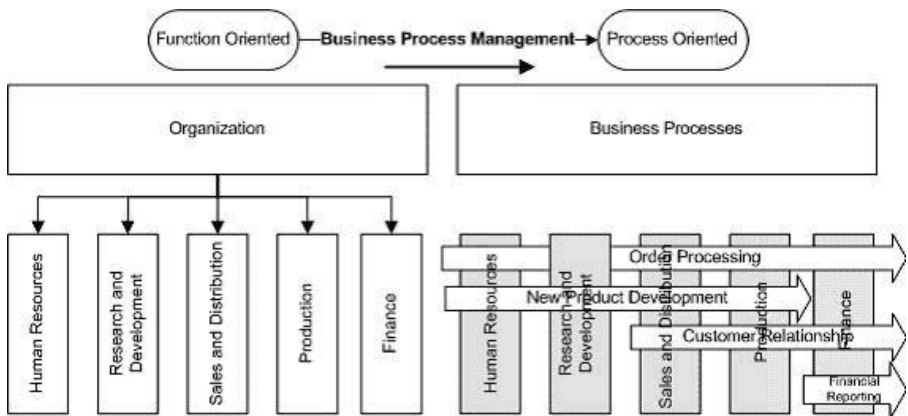 Function Oriented
Business Process Management
Process Oriented
Organization
Business Processes
Human Resources
Research and
Development
Sales and Distribution
Production
Finance
Human Resources
Research and
Development
Sales and Distribution
Production
Finance
Order Processing
New Product Development
Customer Relationship
Financial
Reporting